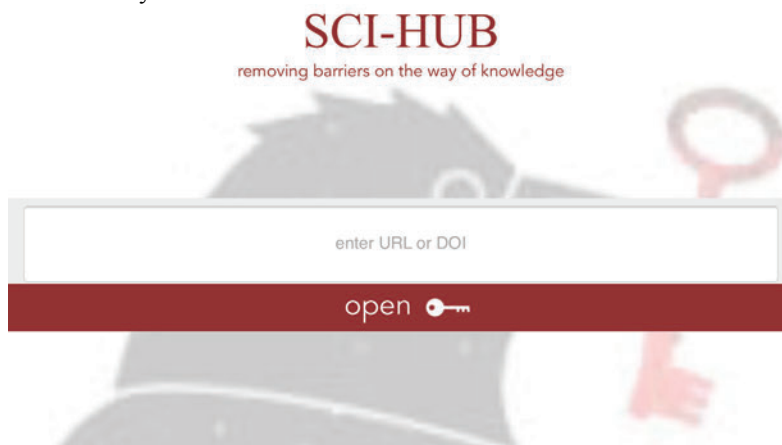 SCI-HUB
removing barriers on the way of knowledge
enter URL or DOI
open